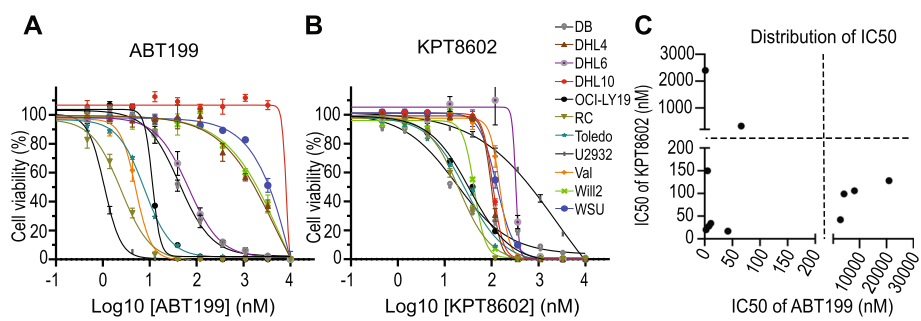 A
ABT199
Cell viability (%)
100
80
60
40
20
0
-1 0 1 2 3 4
Log10 [ABT199] (nM)
B
KPT8602
Cell viability (%)
100
80
60
40
20
0
-1 0 1 2 3 4
Log10 [KPT8602] (nM)
DB
DHL4
DHL6
DHL10
OCI-LY19
RC
Toledo
U2932
Val
Will2
WSU
C
Distribution of IC50
IC50 of KPT8602 (nM)
3000
2000
1000
200
150
100
50
0
0 50 100 150 200 10000 20000 30000
IC50 of ABT199 (nM)